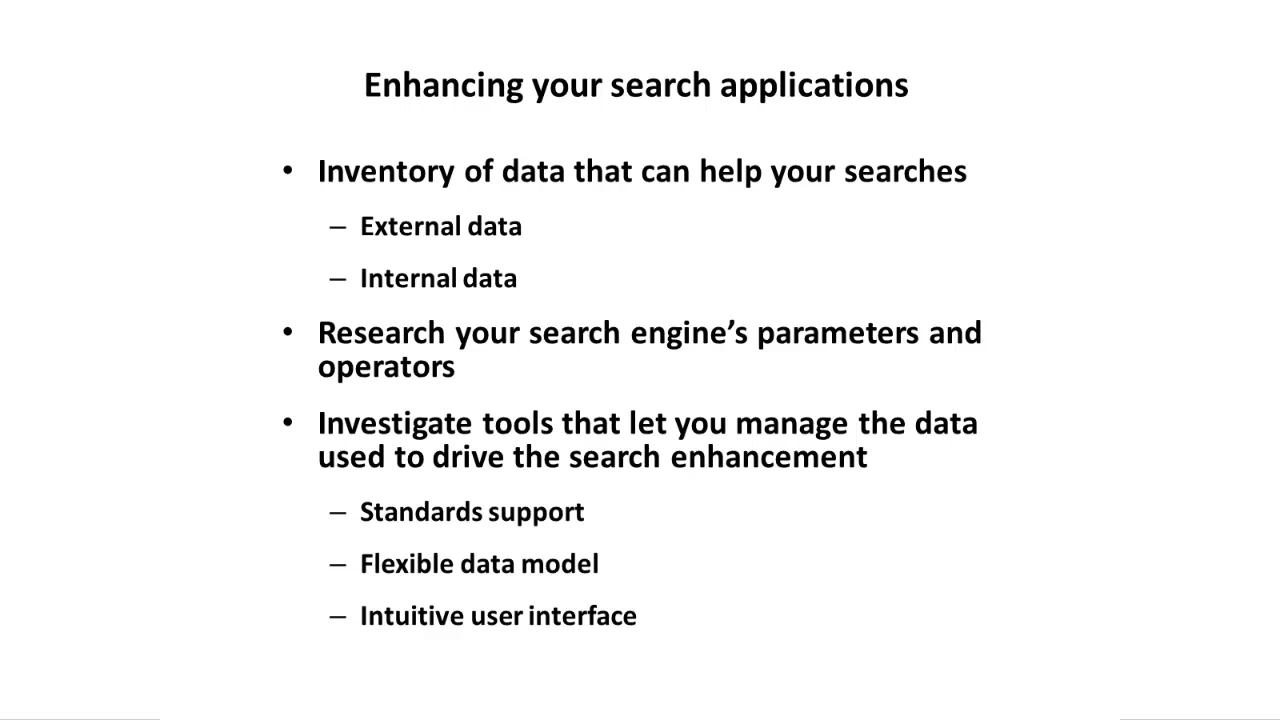 Enhancing your search applications
• Inventory of data that can help your searches
– External data
– Internal data
• Research your search engine’s parameters and
operators
• Investigate tools that let you manage the data
used to drive the search enhancement
– Standards support
– Flexible data model
– Intuitive user interface